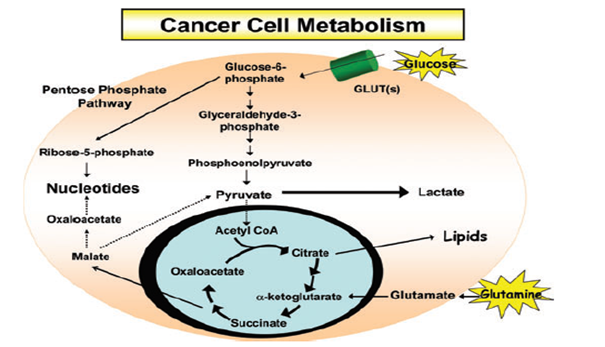 Cancer Cell Metabolism
Glucose-6-
phosphate
Glucose
GLUT(s)
Pentose Phosphate
Pathway
Glyceraldehyde-3-
phosphate
Ribose-5-phosphate
Phosphoenolpyruvate
Nucleotides
Pyruvate
Lactate
Oxaloacetate
Acetyl CoA
Lipids
Malate
Citrate
Oxaloacetate
α-ketoglutarate
Glutamate
Glutamine
Succinate